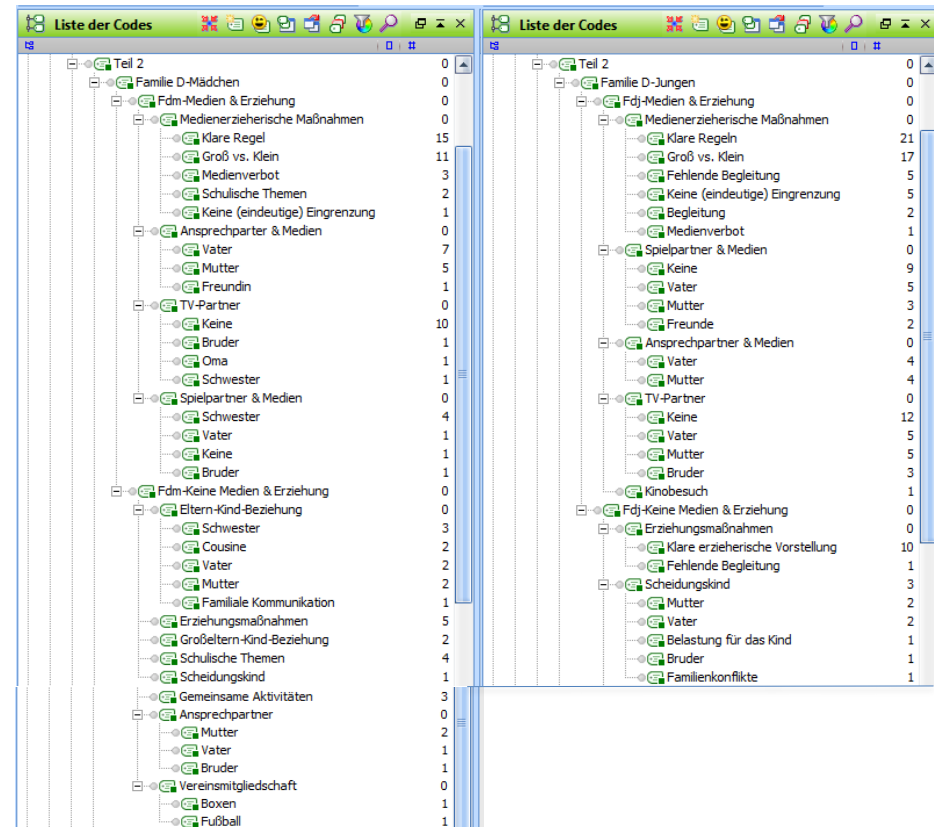 Liste der Codes
#
Teil 2 0
Familie D-Mädchen 0
Fdm-Medien & Erziehung 0
Medienerzieherische Maßnahmen 0
Klare Regel 15
Groß vs. Klein 11
Medienverbot 3
Schulische Themen 2
Keine (eindeutige) Eingrenzung 1
Ansprechparter & Medien 0
Vater 7
Mutter 5
Freundin 1
TV-Partner 0
Keine 10
Bruder 1
Oma 1
Schwester 1
Spielpartner & Medien 0
Schwester 4
Vater 1
Keine 1
Bruder 1
Fdm-Keine Medien & Erziehung 0
Eltern-Kind-Beziehung 0
Schwester 3
Cousine 2
Vater 2
Mutter 2
Familiale Kommunikation 1
Erziehungsmaßnahmen 5
Großeltern-Kind-Beziehung 2
Schulische Themen 4
Scheidungskind 1
Gemeinsame Aktivitäten 3
Ansprechpartner 0
Mutter 2
Vater 1
Bruder 1
Vereinsmitgliedschaft 0
Boxen 1
Fußball 1
Liste der Codes
#
Teil 2 0
Familie D-Jungen 0
Fdj-Medien & Erziehung 0
Medienerzieherische Maßnahmen 0
Klare Regeln 21
Groß vs. Klein 17
Fehlende Begleitung 5
Keine (eindeutige) Eingrenzung 5
Begleitung 2
Medienverbot 1
Spielpartner & Medien 0
Keine 9
Vater 5
Mutter 3
Freunde 2
Ansprechpartner & Medien 0
Vater 4
Mutter 4
TV-Partner 0
Keine 12
Vater 5
Mutter 5
Bruder 3
Kinobesuch 1
Fdj-Keine Medien & Erziehung 0
Erziehungsmaßnahmen 0
Klare erzieherische Vorstellung 10
Fehlende Begleitung 1
Scheidungskind 3
Mutter 2
Vater 2
Belastung für das Kind 1
Bruder 1
Familienkonflikte 1